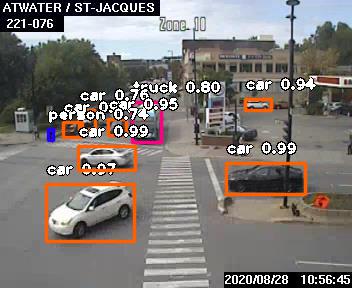 ATWATER / ST-JACQUES
221-076
Zone 10
truck 0.80
car 0.94
car 0.76
car 0.95
person 0.74
car 0.99
car 0.99
car 0.97
2020/08/28 10:56:45